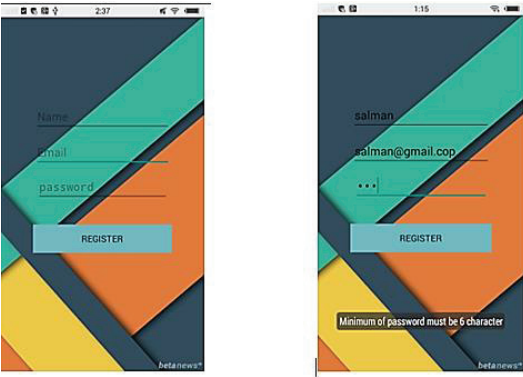 2:37
Name
Email
password
REGISTER
betanews
1:15
salman
salman@gmail.cop
REGISTER
Minimum of password must be 6 character
betanews